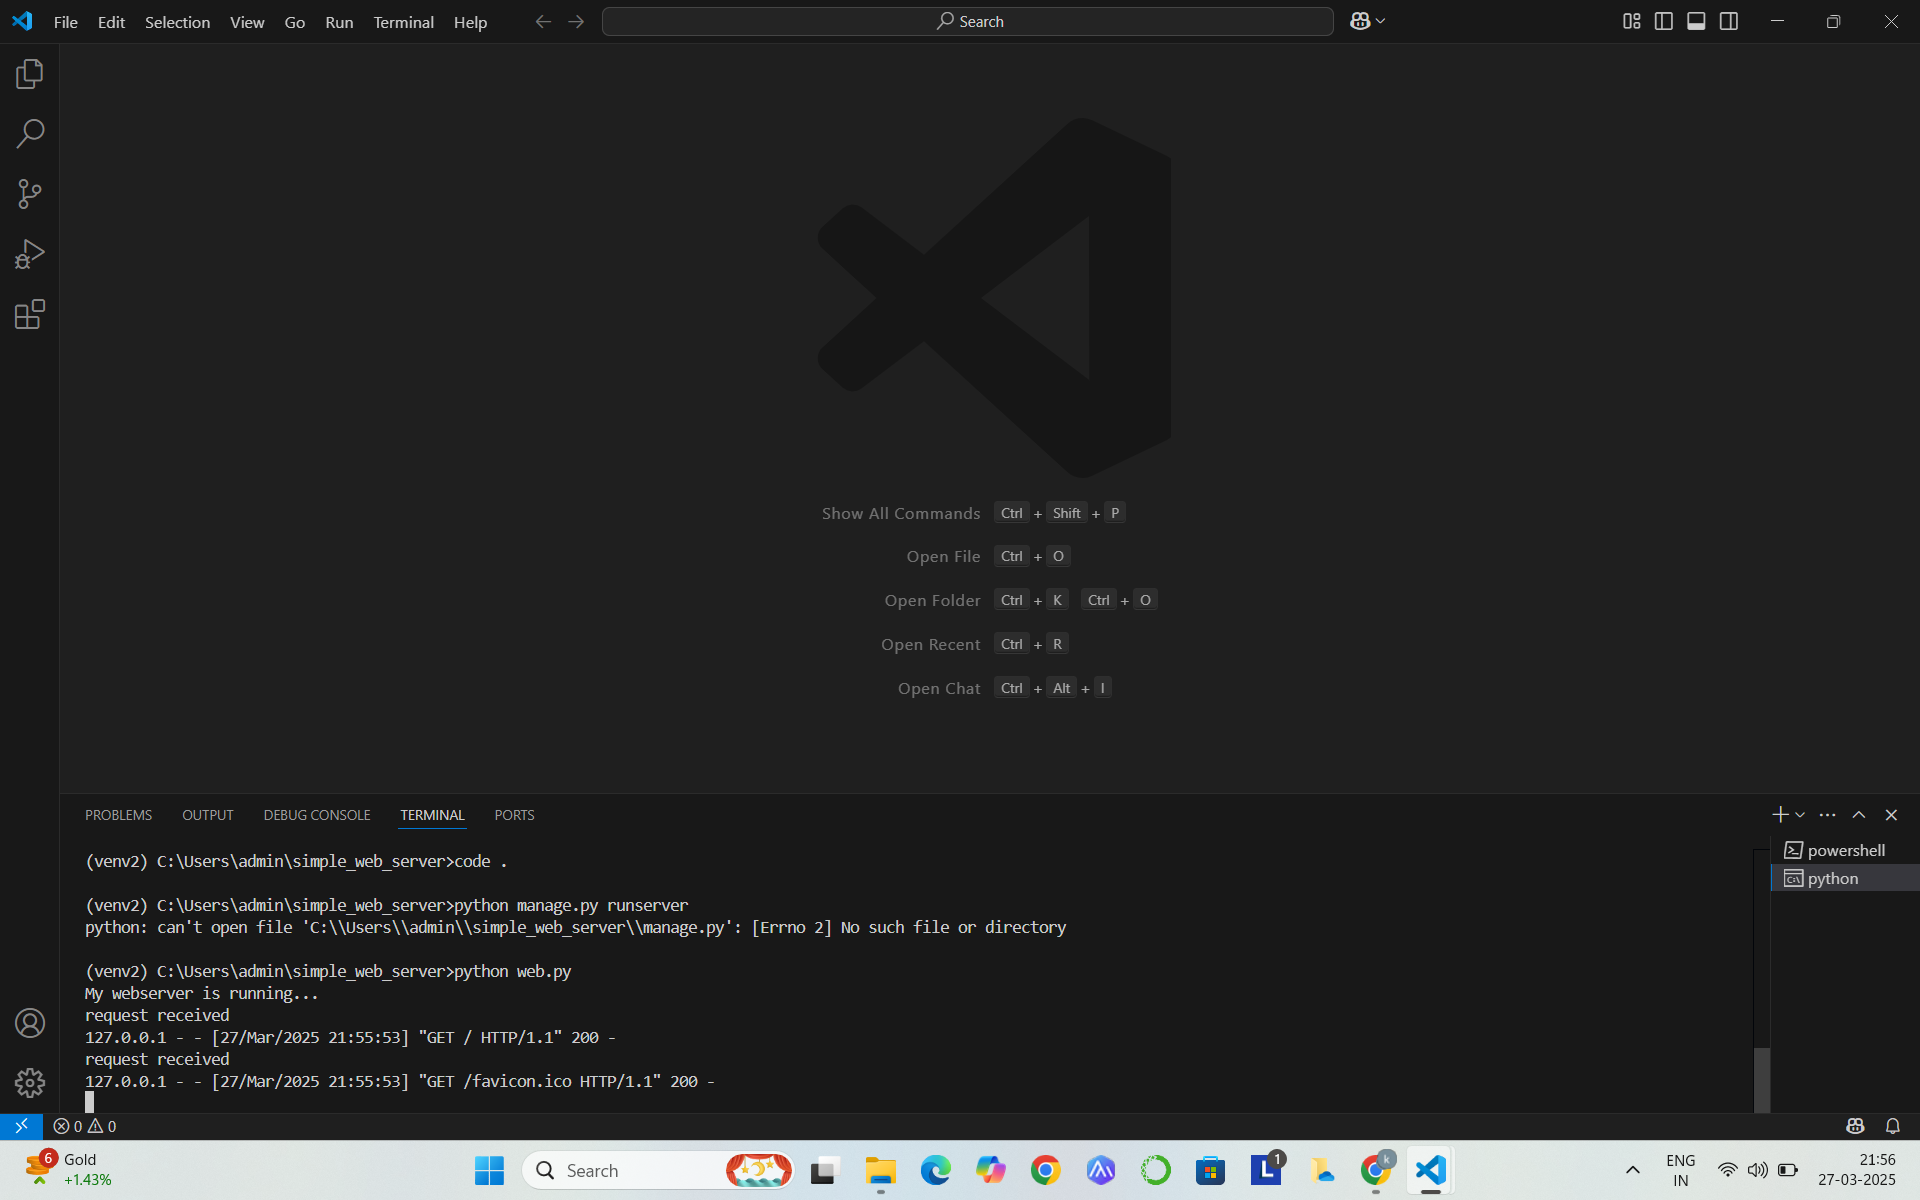 File Edit Selection View Go Run Terminal Help
Search
Show All Commands Ctrl + Shift + P
Open File Ctrl + O
Open Folder Ctrl + K Ctrl + O
Open Recent Ctrl + R
Open Chat Ctrl + Alt + I
PROBLEMS OUTPUT DEBUG CONSOLE TERMINAL PORTS
(venv2) C:\Users\admin\simple_web_server>code .
(venv2) C:\Users\admin\simple_web_server>python manage.py runserver
python: can't open file 'C:\\Users\\admin\\simple_web_server\\manage.py': [Errno 2] No such file or directory
(venv2) C:\Users\admin\simple_web_server>python web.py
My webserver is running...
request received
127.0.0.1 - - [27/Mar/2025 21:55:53] "GET / HTTP/1.1" 200 -
request received
127.0.0.1 - - [27/Mar/2025 21:55:53] "GET /favicon.ico HTTP/1.1" 200 -
powershell
python
0 0
6
Gold
+1.43%
Search
L 1
k
ENG
IN
21:56
27-03-2025